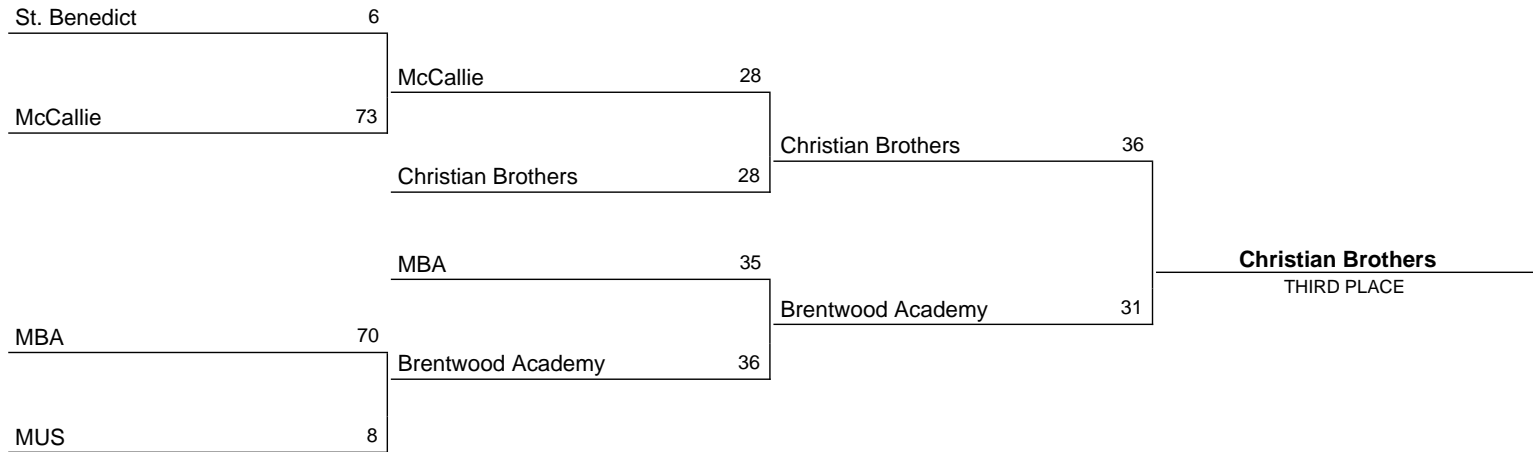 St. Benedict 6
McCallie 28
McCallie 73
Christian Brothers 36
Christian Brothers 28
MBA 35
Christian Brothers
THIRD PLACE
Brentwood Academy 31
MBA 70
Brentwood Academy 36
MUS 8